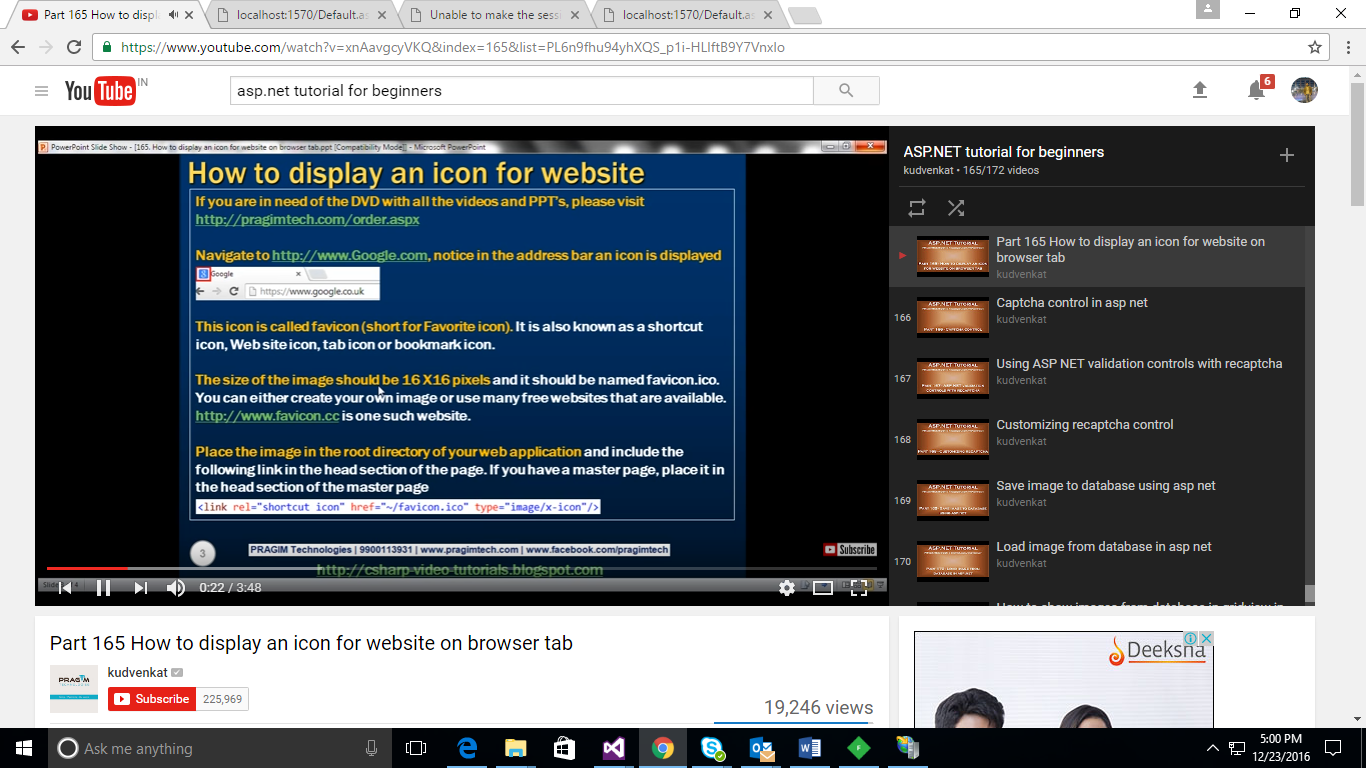 Part 165 How to displ
localhost:1570/Default.as
Unable to make the sess
localhost:1570/Default.as
https://www.youtube.com/watch?v=xnAavgcyVKQ&index=165&list=PL6n9fhu94yhXQS_p1i-HLIftB9Y7Vnxlo
YouTube IN
asp.net tutorial for beginners
6
PowerPoint Slide Show - [165. How to display an icon for website on browser tab.ppt [Compatibility Mode]] - Microsoft PowerPoint
How to display an icon for website
If you are in need of the DVD with all the videos and PPT's, please visit
http://pragimtech.com/order.aspx
Navigate to http://www.Google.com, notice in the address bar an icon is displayed
Google
https://www.google.co.uk
This icon is called favicon (short for Favorite icon). It is also known as a shortcut
icon, Web site icon, tab icon or bookmark icon.
The size of the image should be 16 X16 pixels and it should be named favicon.ico.
You can either create your own image or use many free websites that are available.
http://www.favicon.cc is one such website.
Place the image in the root directory of your web application and include the
following link in the head section of the page. If you have a master page, place it in
the head section of the master page
<link rel="shortcut icon" href="~/favicon.ico" type="image/x-icon"/>
3
PRAGIM Technologies | 9900113931 | www.pragimtech.com | www.facebook.com/pragimtech
Subscribe
http://csharp-video-tutorials.blogspot.com
0:22 / 3:48
ASP.NET tutorial for beginners
kudvenkat • 165/172 videos
Part 165 How to display an icon for website on
browser tab
kudvenkat
166
Captcha control in asp net
kudvenkat
167
Using ASP NET validation controls with recaptcha
kudvenkat
168
Customizing recaptcha control
kudvenkat
169
Save image to database using asp net
kudvenkat
170
Load image from database in asp net
kudvenkat
How to show images from database in gridview in
Part 165 How to display an icon for website on browser tab
PRAGIM
kudvenkat
Subscribe 225,969
19,246 views
Deeksha
Ask me anything
5:00 PM
12/23/2016